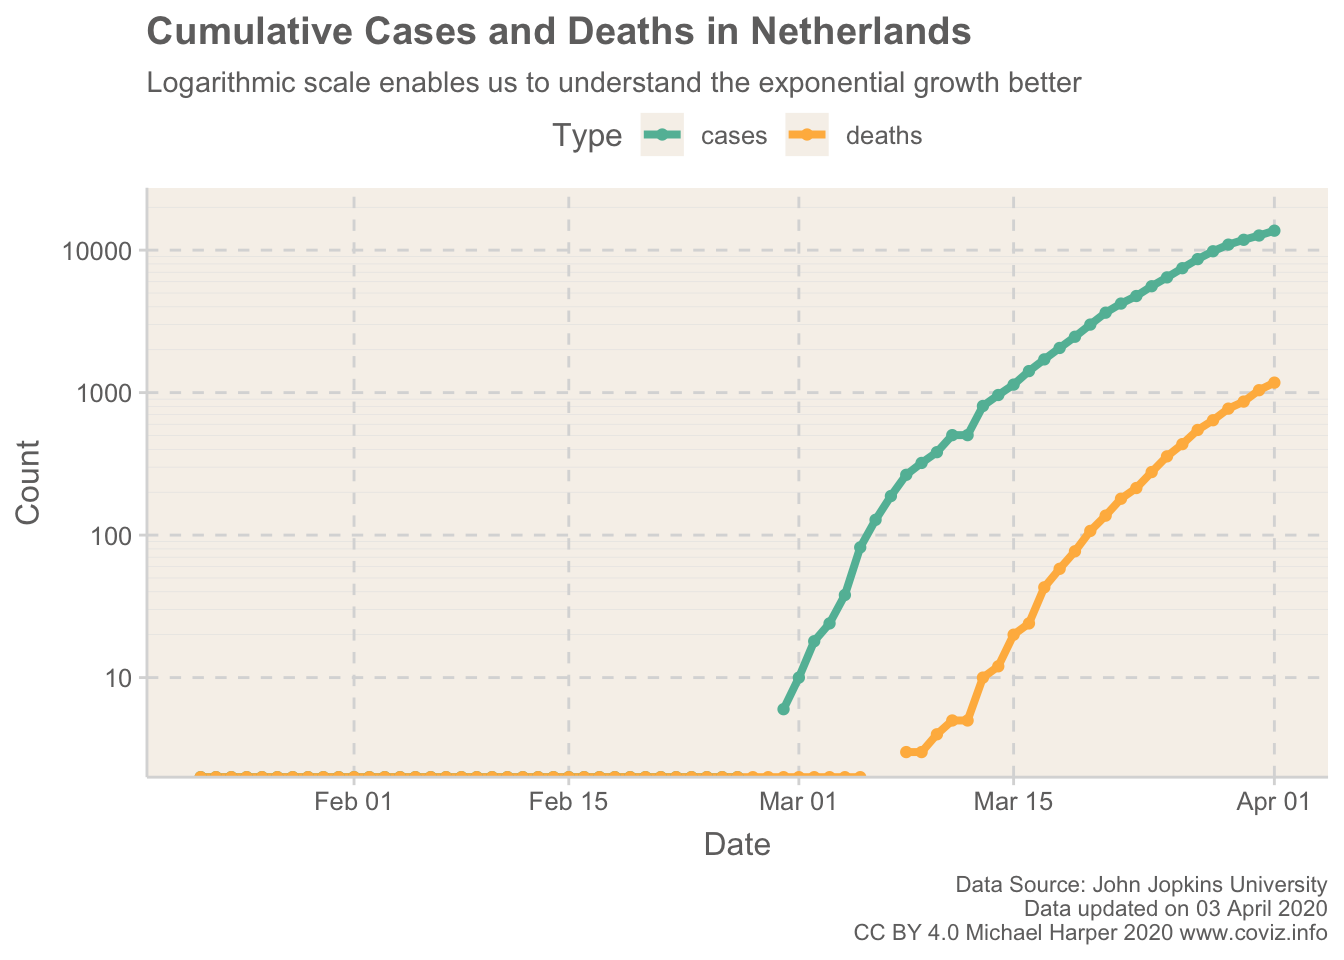 Cumulative Cases and Deaths in Netherlands
Logarithmic scale enables us to understand the exponential growth better
Type cases deaths
10000
1000
100
10
Count
Feb 01 Feb 15 Mar 01 Mar 15 Apr 01
Date
Data Source: John Jopkins University
Data updated on 03 April 2020
CC BY 4.0 Michael Harper 2020 www.coviz.info